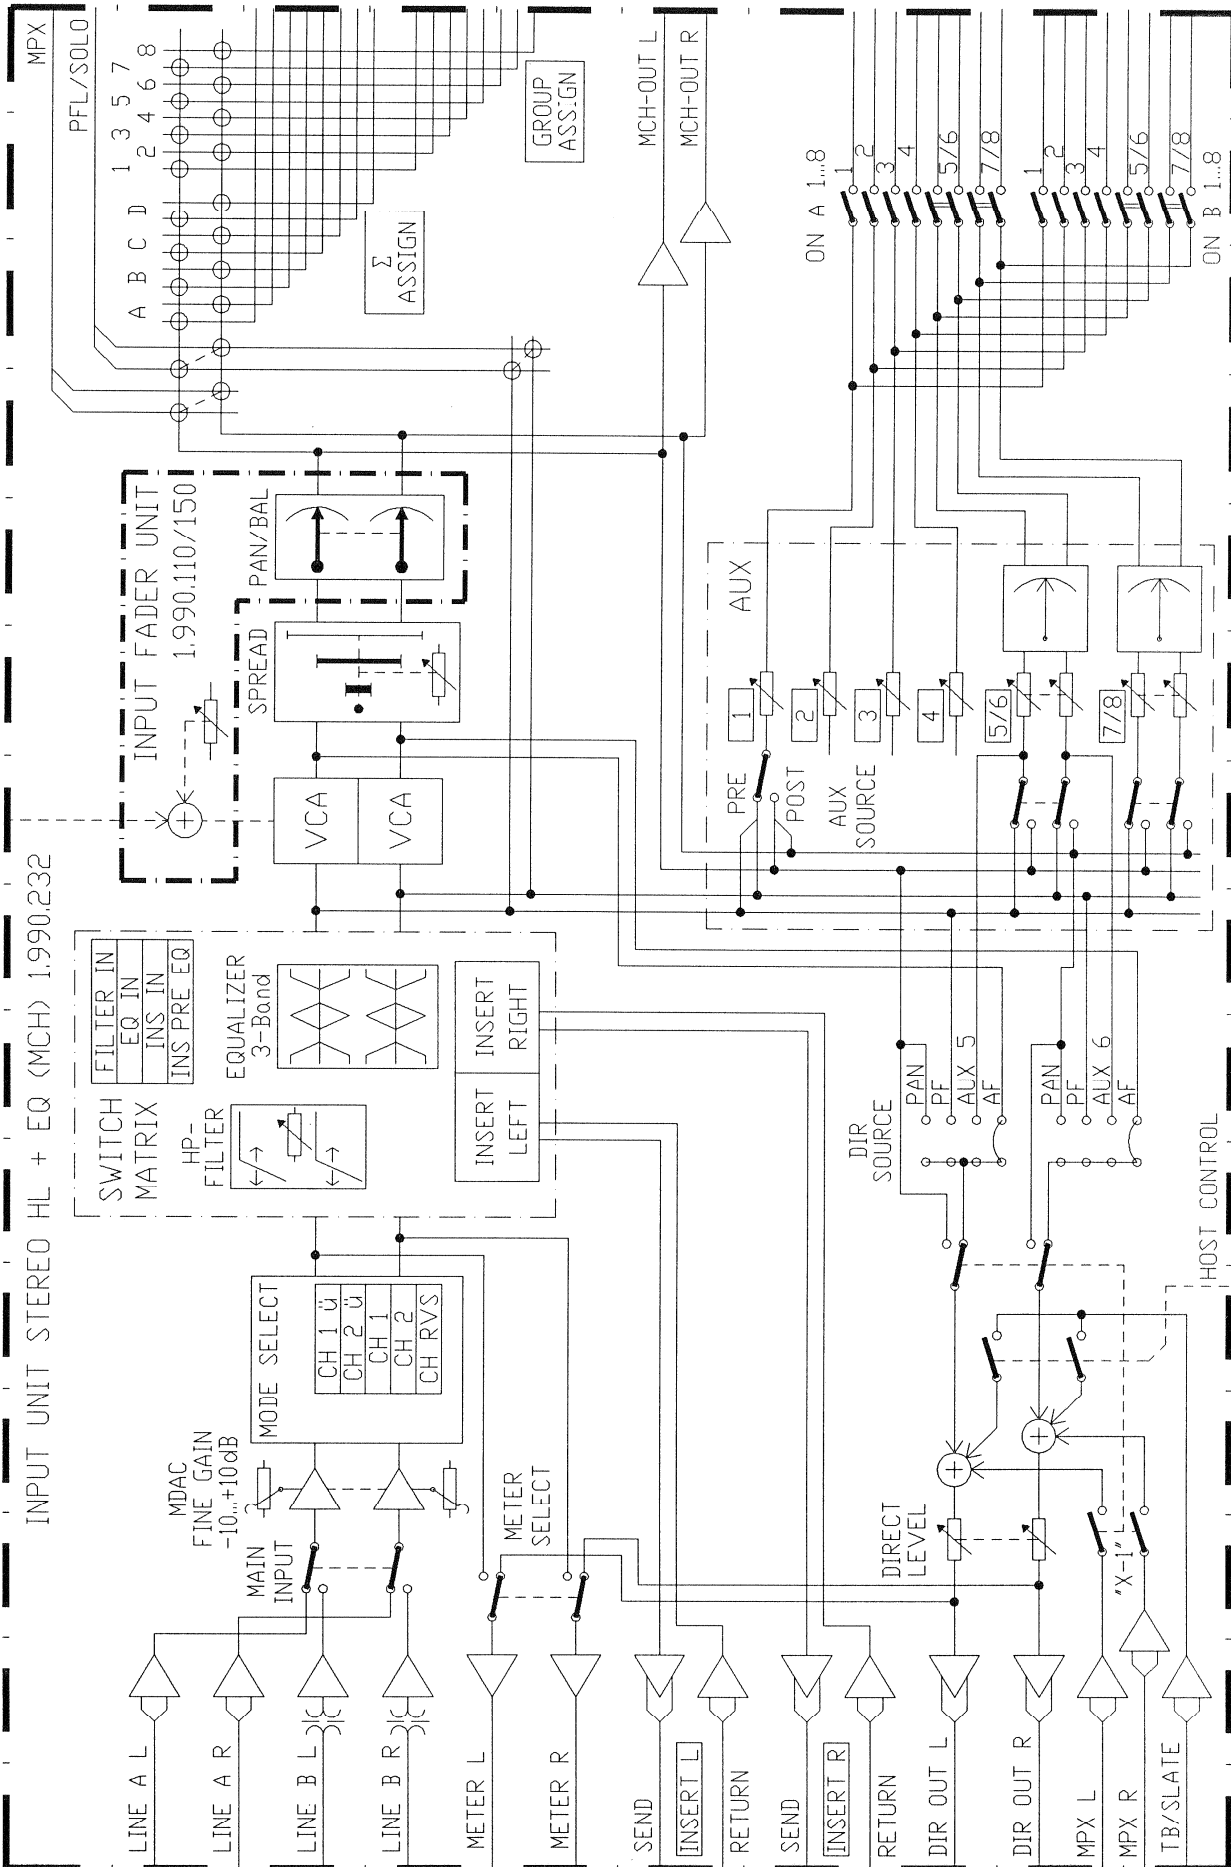 INPUT UNIT STEREO HL + EQ (MCH) 1.990.232
LINE A L
LINE A R
LINE B L
LINE B R
METER L
METER R
SEND
INSERT L
RETURN
SEND
INSERT R
RETURN
DIR OUT L
DIR OUT R
MPX L
MPX R
TB/SLATE
MAIN
INPUT
MDAC
FINE GAIN
-10...+10dB
MODE SELECT
CH 1 ü
CH 2 ü
CH 1
CH 2
CH RVS
METER
SELECT
DIRECT
LEVEL
"X-1"
HOST CONTROL
SWITCH
MATRIX
FILTER IN
EQ IN
INS IN
INS PRE EQ
HP-
FILTER
EQUALIZER
3-Band
INSERT
LEFT
INSERT
RIGHT
DIR
SOURCE
PAN
PF
AUX 5
AF
PAN
PF
AUX 6
AF
INPUT FADER UNIT
1.990.110/150
VCA
VCA
SPREAD
PAN/BAL
AUX
PRE
POST
AUX
SOURCE
1
2
3
4
5/6
7/8
MPX
PFL/SOLO
A B C D 1 2 3 4 5 6 7 8
Σ
ASSIGN
GROUP
ASSIGN
MCH-OUT L
MCH-OUT R
ON A 1...8
1
2
3
4
5/6
7/8
1
2
3
4
5/6
7/8
ON B 1...8